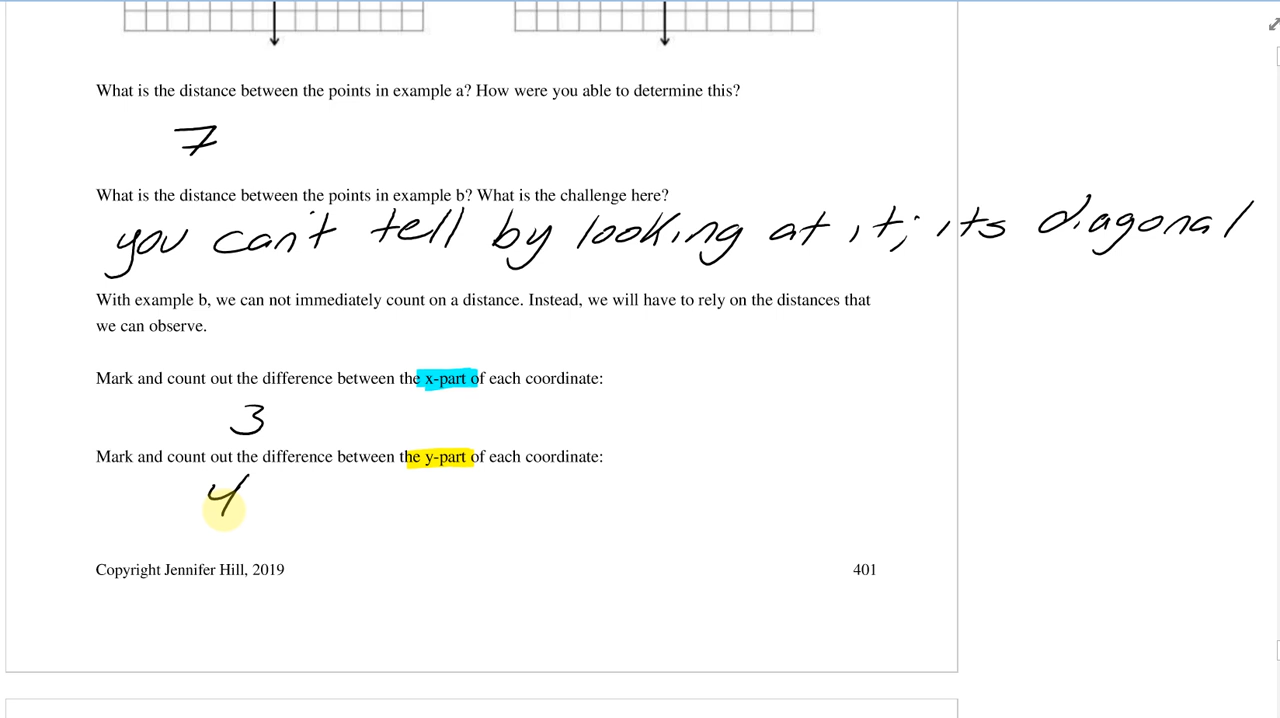 What is the distance between the points in example a? How were you able to determine this?
7
What is the distance between the points in example b? What is the challenge here?
you can't tell by looking at it; its diagonal
With example b, we can not immediately count on a distance. Instead, we will have to rely on the distances that
we can observe.
Mark and count out the difference between the x-part of each coordinate:
3
Mark and count out the difference between the y-part of each coordinate:
4
Copyright Jennifer Hill, 2019 401